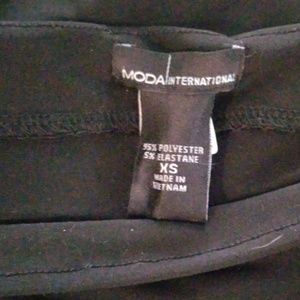 MODA INTERNATIONAL
95% POLYESTER
5% ELASTANE
XS
MADE IN
VIETNAM